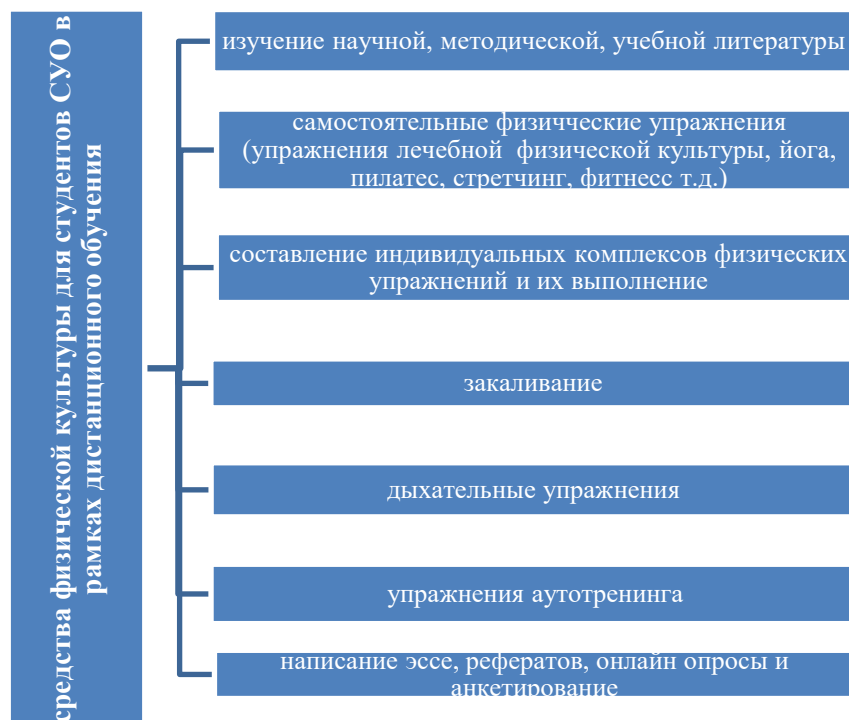 средства физической культуры для студентов СУО в
рамках дистанционного обучения
изучение научной, методической, учебной литературы
самостоятельные физичческие упражнения
(упражнения лечебной физической культуры, йога,
пилатес, стретчинг, фитнесс т.д.)
составление индивидуальных комплексов физических
упражнений и их выполнение
закаливание
дыхательные упражнения
упражнения аутотренинга
написание эссе, рефератов, онлайн опросы и
анкетирование